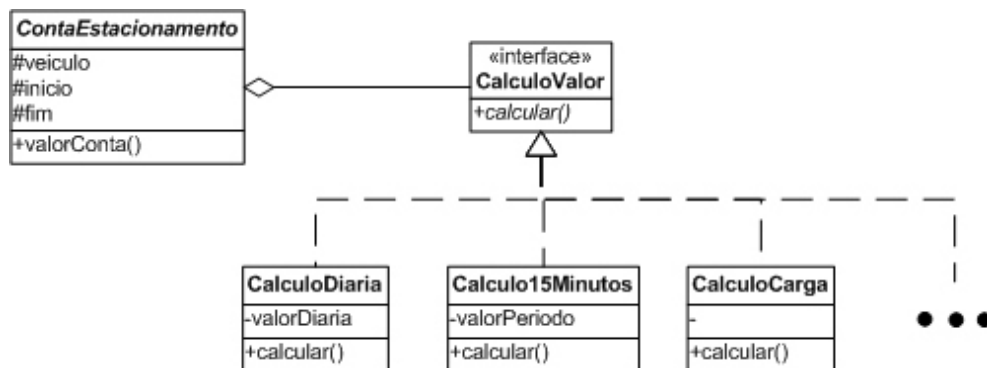 ContaEstacionamento
#veiculo
#inicio
#fim
+valorConta()
«interface»
CalculoValor
+calcular()
CalculoDiaria
-valorDiaria
+calcular()
Calculo15Minutos
-valorPeriodo
+calcular()
CalculoCarga
-
+calcular()